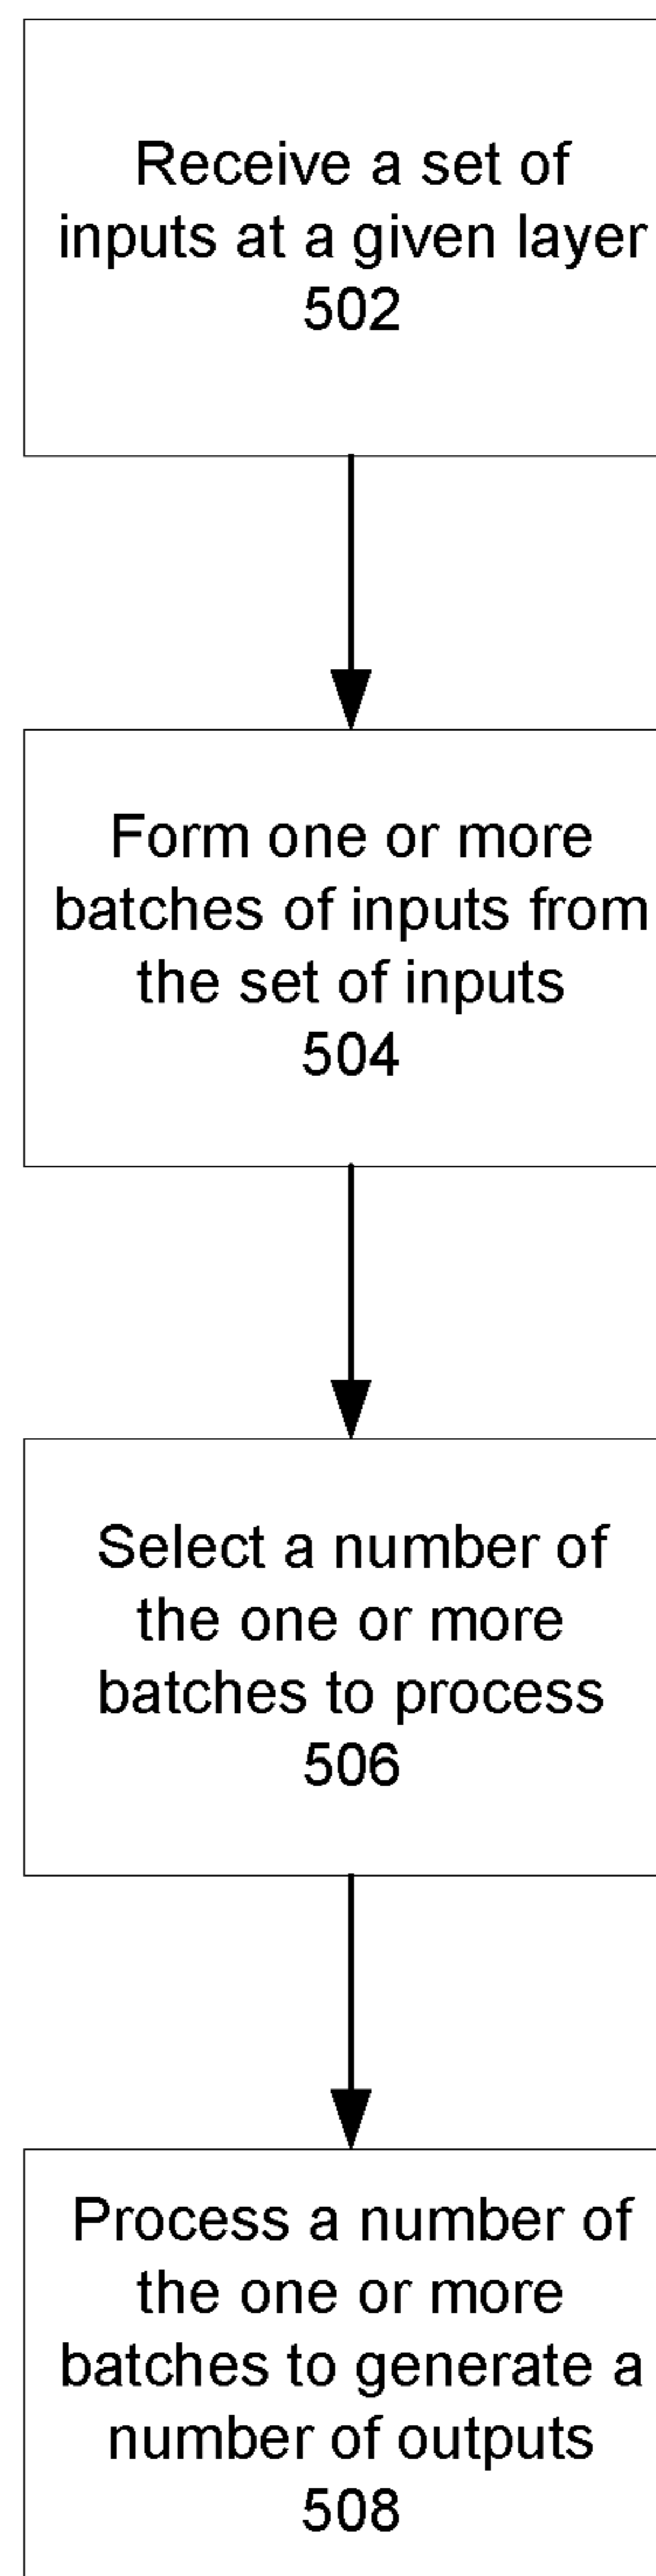 Receive a set of
inputs at a given layer
502
Form one or more
batches of inputs from
the set of inputs
504
Select a number of
the one or more
batches to process
506
Process a number of
the one or more
batches to generate a
number of outputs
508